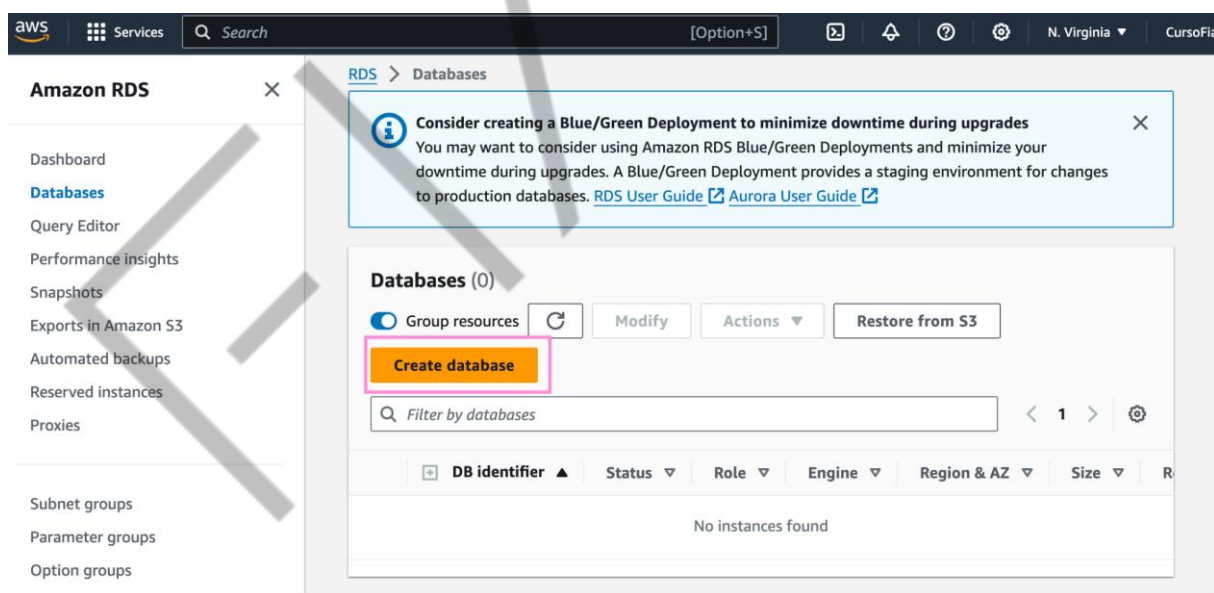 aws Services Search [Option+S] N. Virginia CursoFia
Amazon RDS
Dashboard
Databases
Query Editor
Performance insights
Snapshots
Exports in Amazon S3
Automated backups
Reserved instances
Proxies
Subnet groups
Parameter groups
Option groups
RDS > Databases
Consider creating a Blue/Green Deployment to minimize downtime during upgrades
You may want to consider using Amazon RDS Blue/Green Deployments and minimize your
downtime during upgrades. A Blue/Green Deployment provides a staging environment for changes
to production databases. RDS User Guide Aurora User Guide
Databases (0)
Group resources Modify Actions Restore from S3
Create database
Filter by databases < 1 >
DB identifier Status Role Engine Region & AZ Size
No instances found